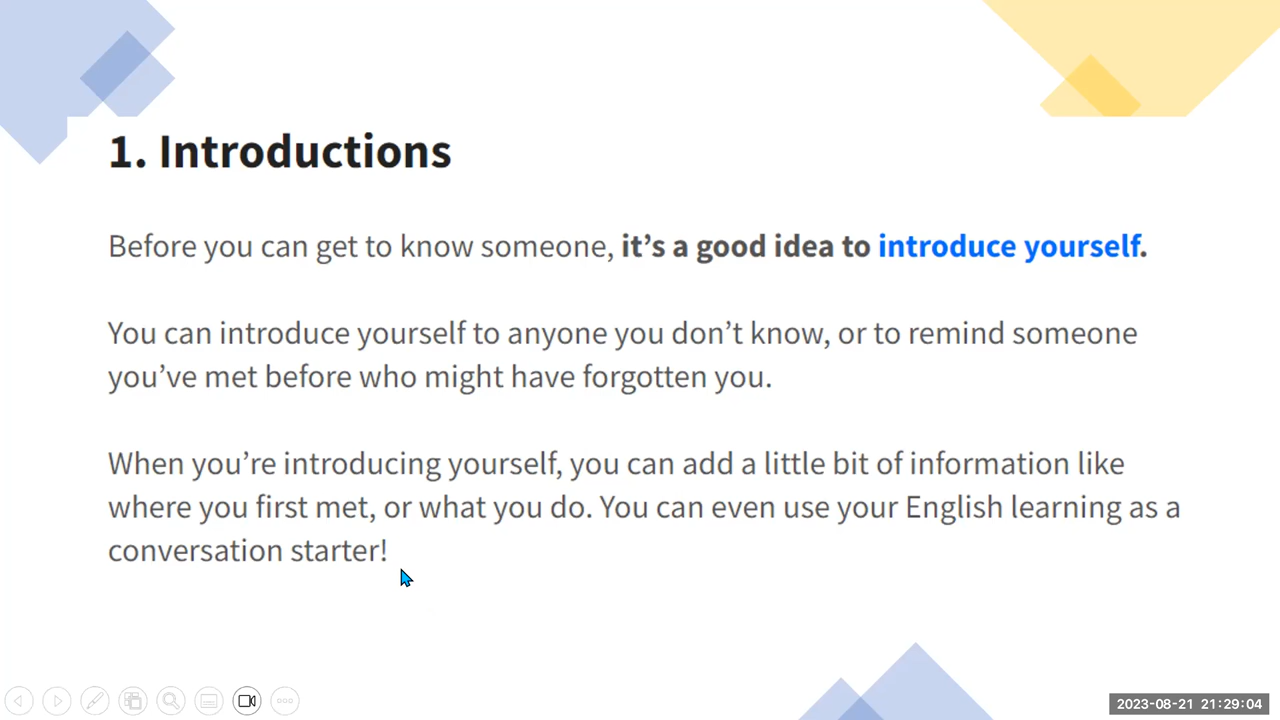 1. Introductions
Before you can get to know someone, it’s a good idea to introduce yourself.
You can introduce yourself to anyone you don’t know, or to remind someone
you’ve met before who might have forgotten you.
When you’re introducing yourself, you can add a little bit of information like
where you first met, or what you do. You can even use your English learning as a
conversation starter!
2023-08-21 21:29:04